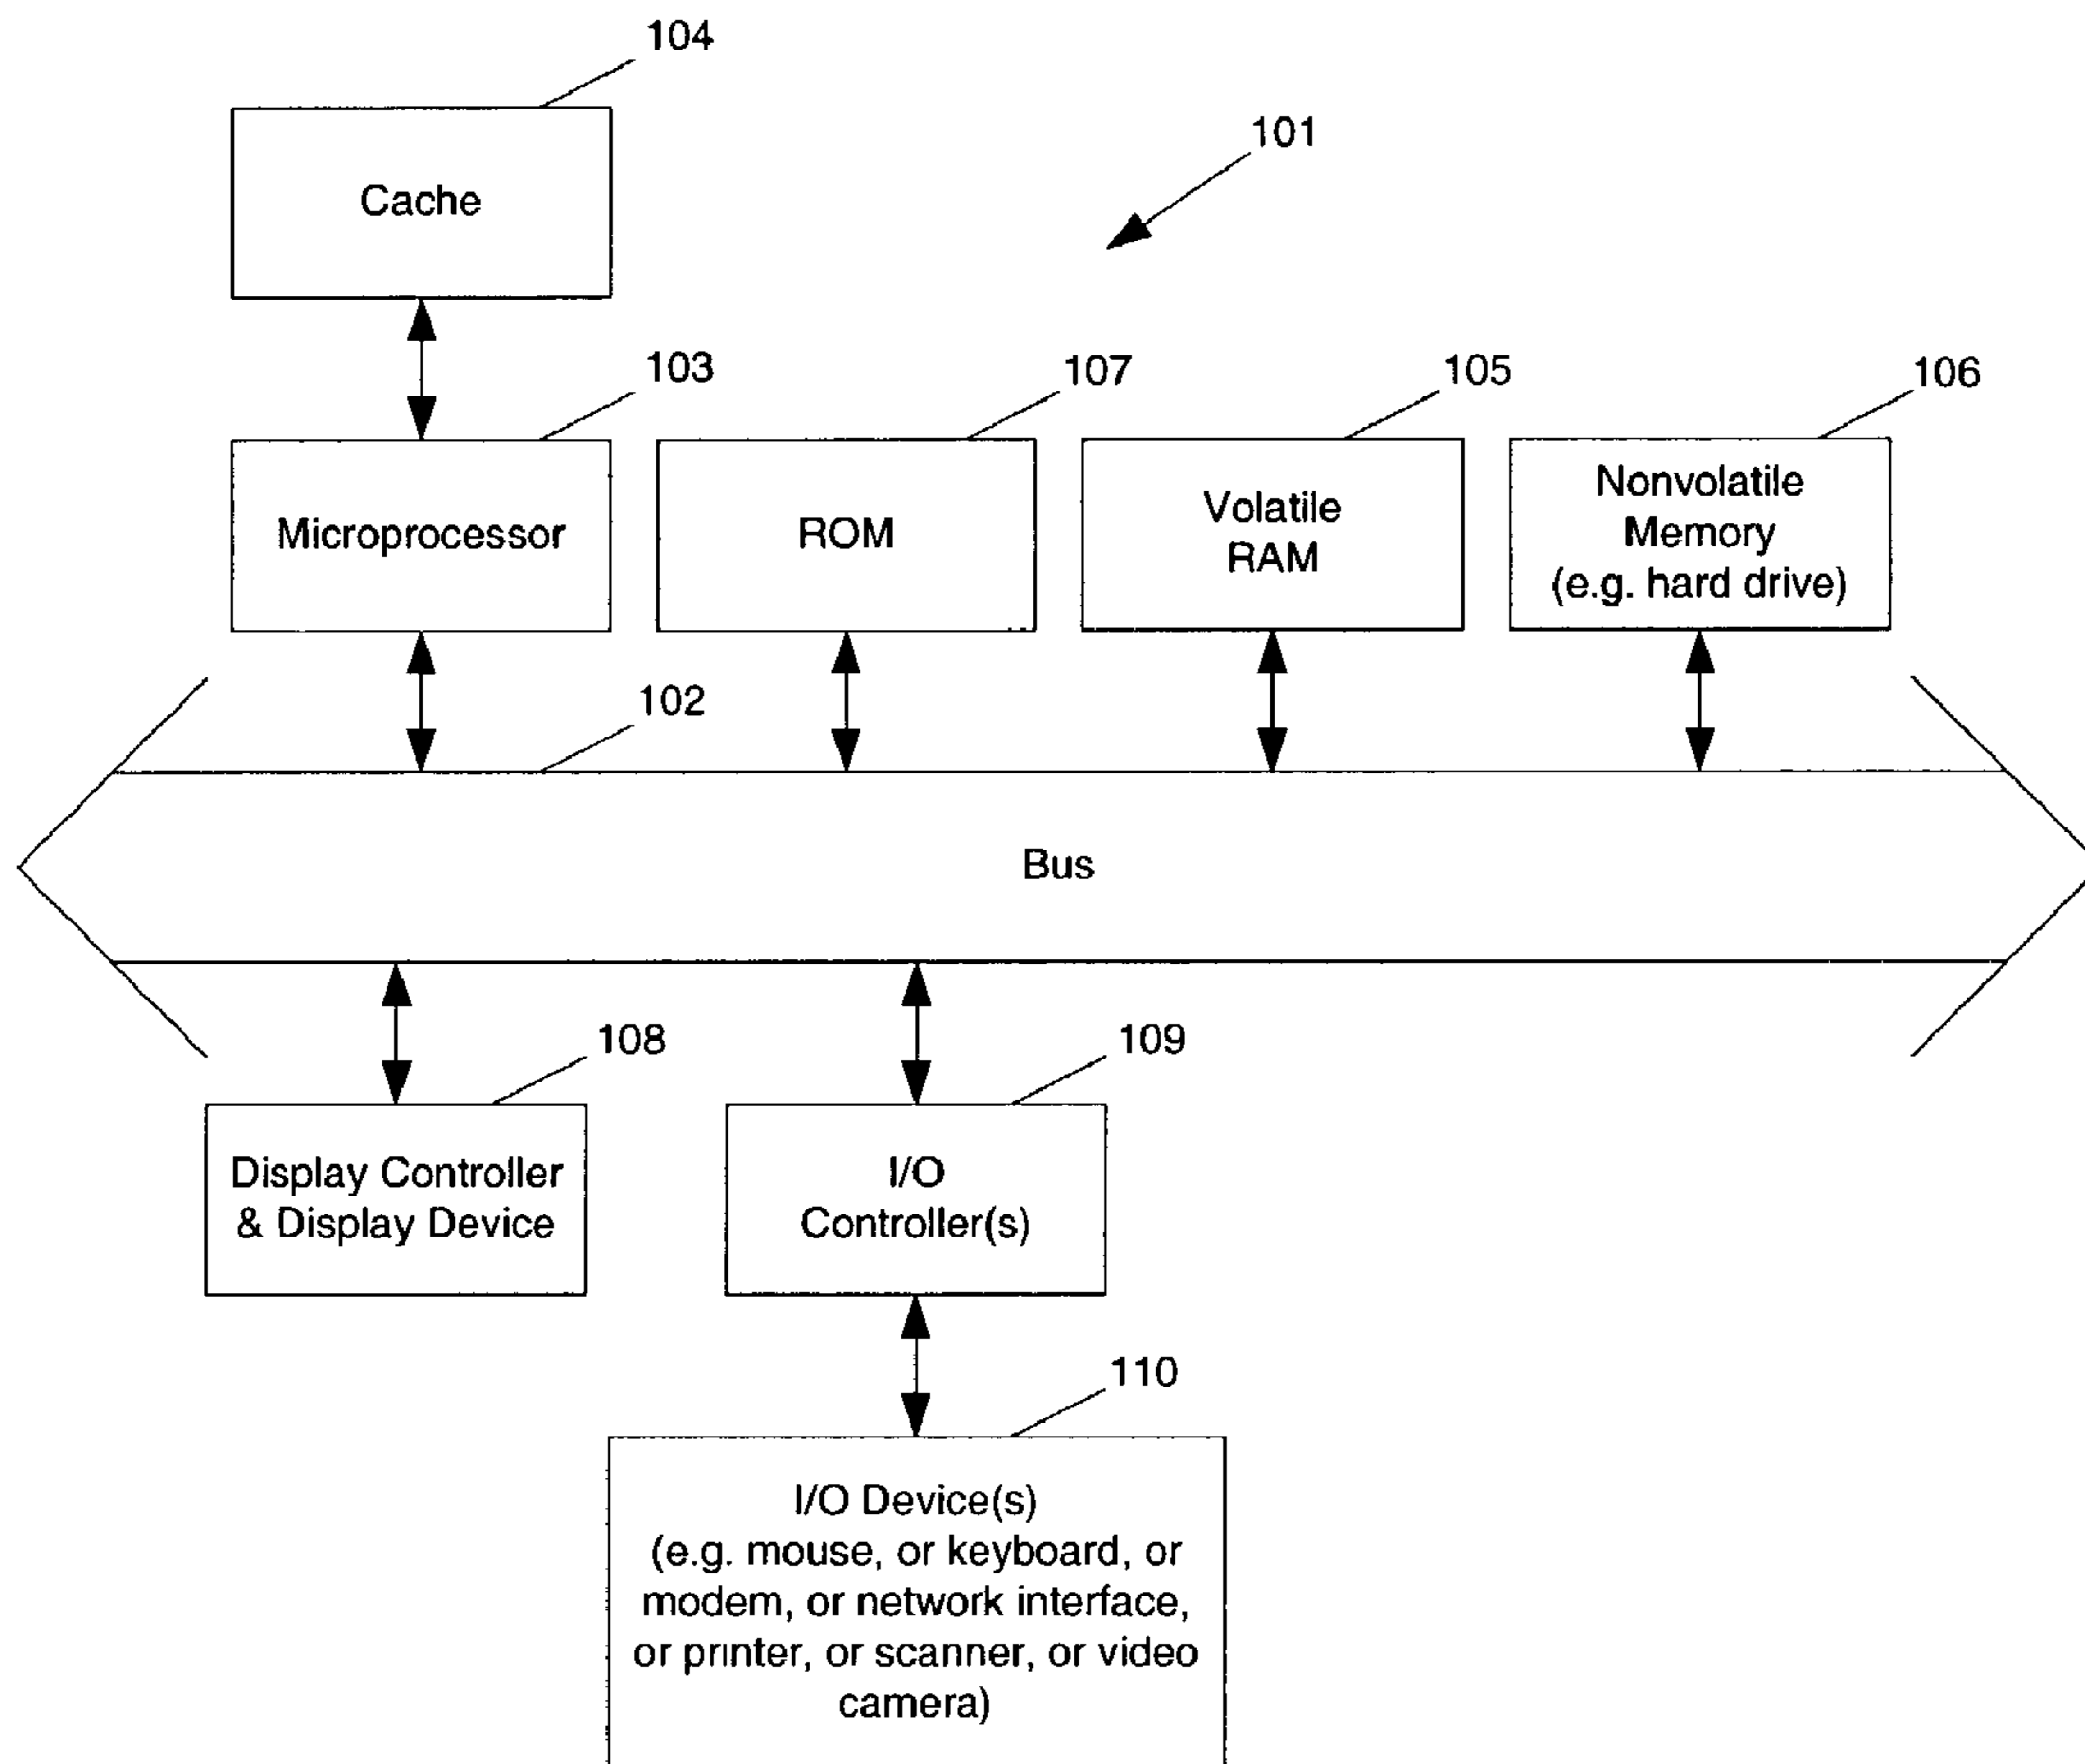 104
101
Cache
103
107
105
106
Microprocessor
ROM
Volatile
RAM
Nonvolatile
Memory
(e.g. hard drive)
102
Bus
108
109
Display Controller
& Display Device
I/O
Controller(s)
110
I/O Device(s)
(e.g. mouse, or keyboard, or
modem, or network interface,
or printer, or scanner, or video
camera)